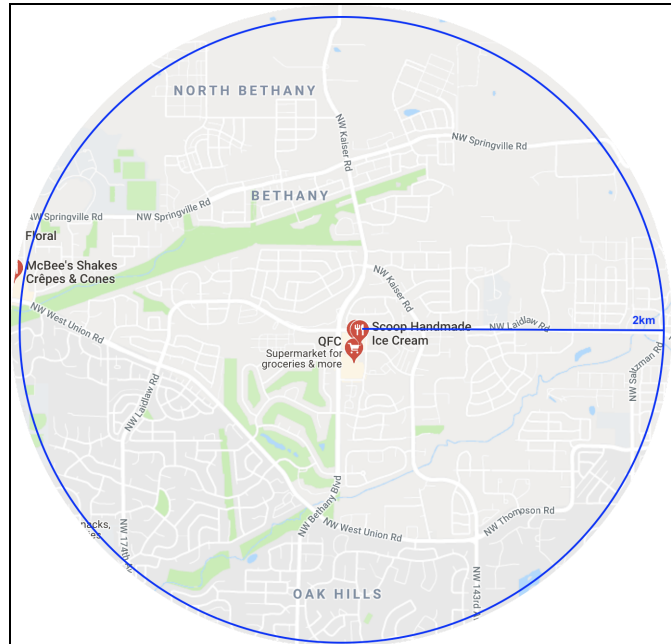 NORTH BETHANY
NW Kaiser Rd
NW Springville Rd
BETHANY
NW Springville Rd
NW Springville Rd
Floral
McBee's Shakes
Crêpes & Cones
NW Kaiser Rd
NW West Union Rd
2km
Scoop Handmade
Ice Cream
NW Laidlaw Rd
QFC
Supermarket for
groceries & more
NW Saltzman Rd
NW Laidlaw Rd
NW Bethany Blvd
NW Thompson Rd
NW West Union Rd
NW 174th
OAK HILLS
NW 143rd